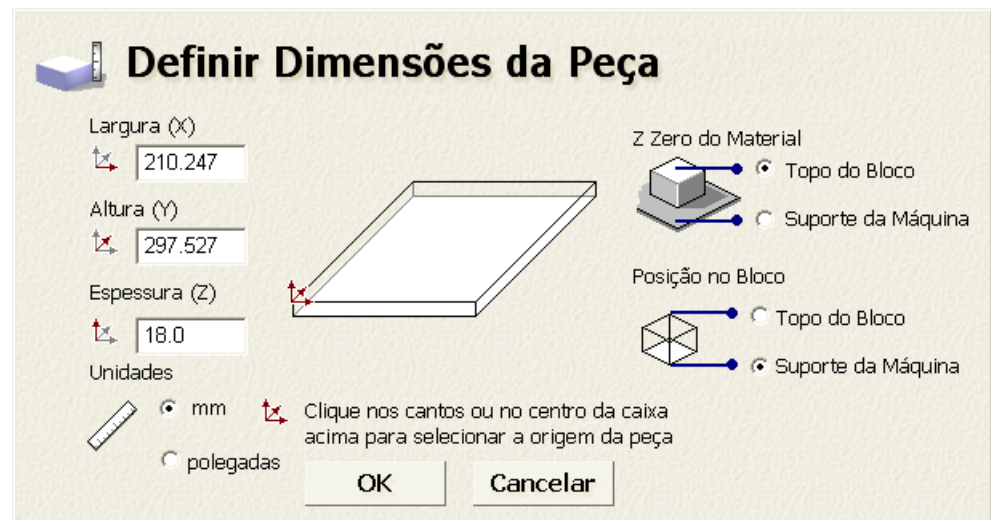 Definir Dimensões da Peça
Largura (X)
210.247
Altura (Y)
297.527
Espessura (Z)
18.0
Unidades
mm
polegadas
Z Zero do Material
Topo do Bloco
Suporte da Máquina
Posição no Bloco
Topo do Bloco
Suporte da Máquina
Clique nos cantos ou no centro da caixa
acima para selecionar a origem da peça
OK
Cancelar